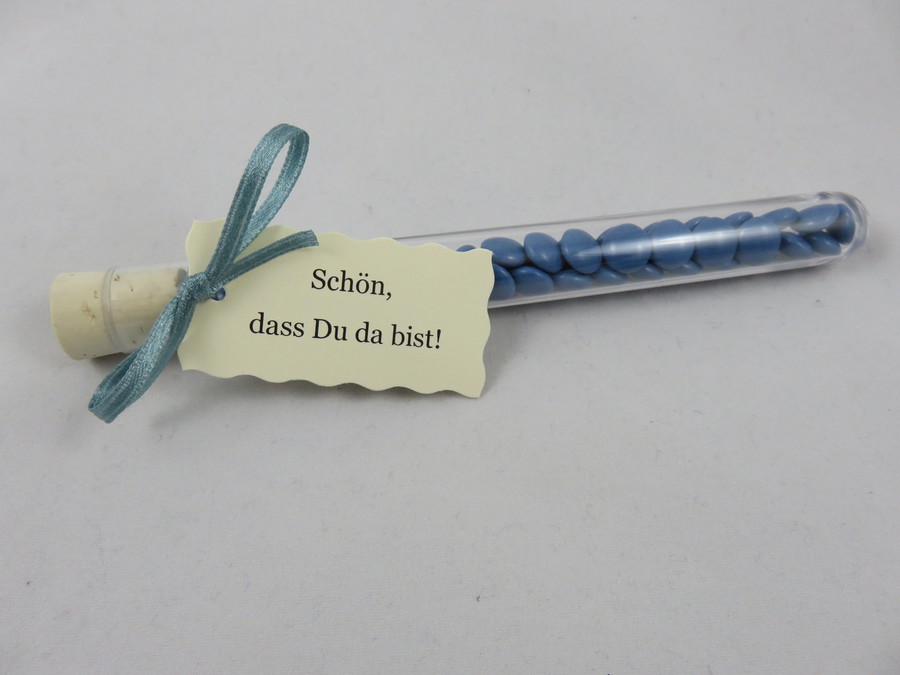 Schön,
dass Du da bist!